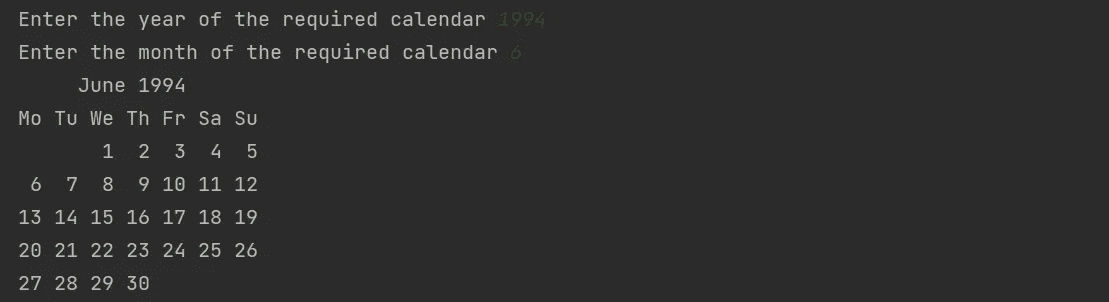 Enter the year of the required calendar 1994
Enter the month of the required calendar 6
June 1994
Mo Tu We Th Fr Sa Su
1 2 3 4 5
6 7 8 9 10 11 12
13 14 15 16 17 18 19
20 21 22 23 24 25 26
27 28 29 30